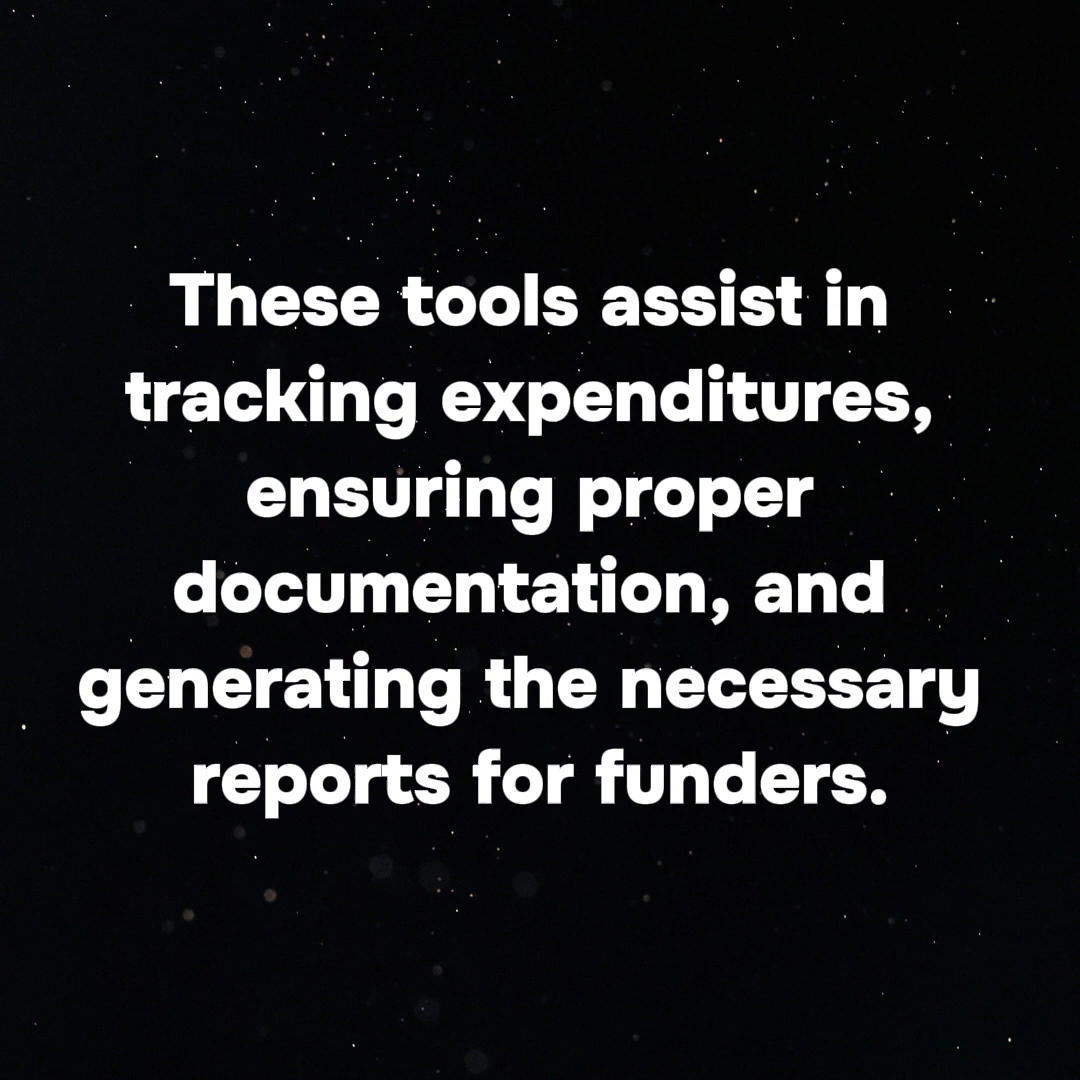 These tools assist in
tracking expenditures,
ensuring proper
documentation, and
generating the necessary
reports for funders.